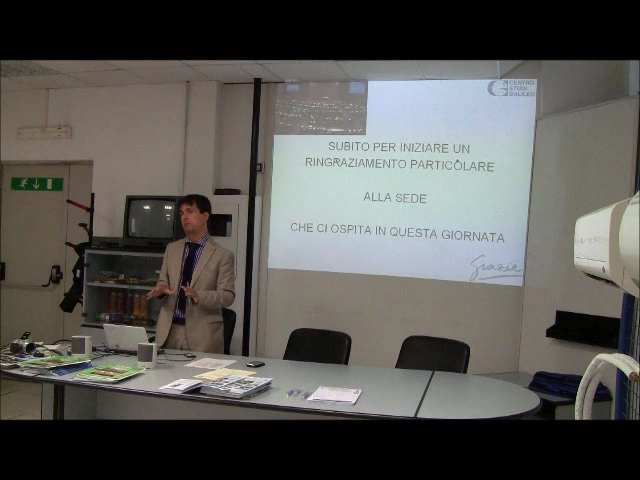 CENTRO
STUDI
GALILEO
SUBITO PER INIZIARE UN
RINGRAZIAMENTO PARTICOLARE
ALLA SEDE
CHE CI OSPITA IN QUESTA GIORNATA
Grazie